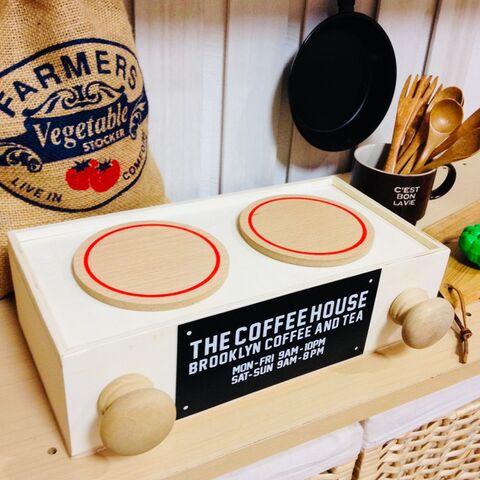 FARMERS
Vegetable
STOCKER
LIVE IN COMFORT
C'EST
BON
LAVIE
THE COFFEE HOUSE
BROOKLYN COFFEE AND TEA
MON-FRI 9AM-10PM
SAT-SUN 9AM-8PM